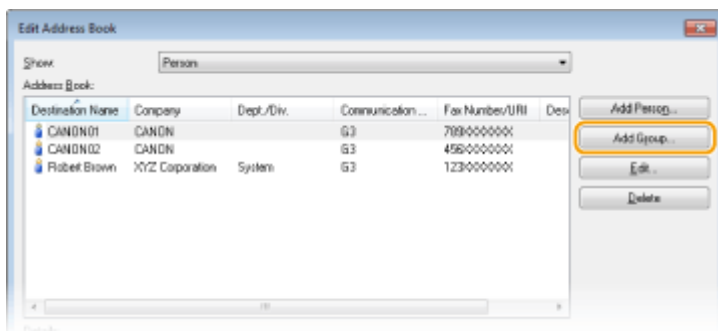 Edit Address Book
Show: Person
Address Book:
Destination Name Company Dept./Div. Communication ... Fax Number/URI Des
CANON01 CANON G3 789XXXXXXX
CANON02 CANON G3 456XXXXXXX
Robert Brown XYZ Corporation System G3 123XXXXXXX
Add Person...
Add Group...
Edit...
Delete